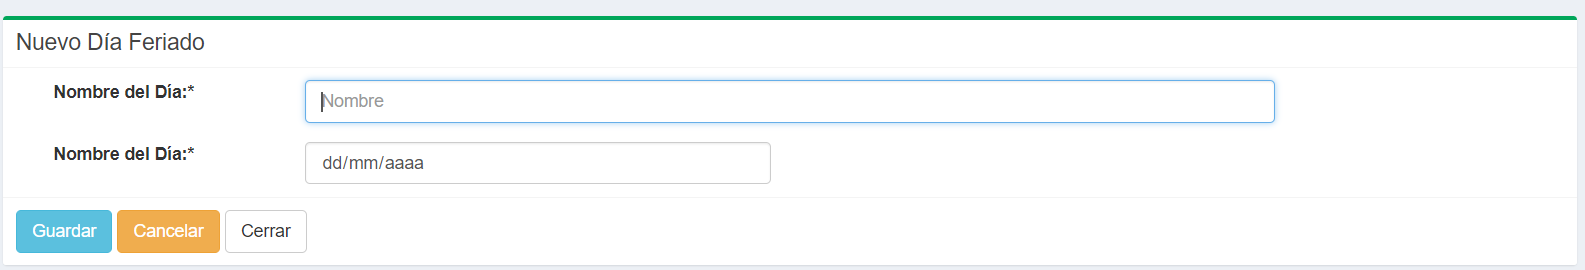 Nuevo Día Feriado
Nombre del Día:*
Nombre
Nombre del Día:*
dd/mm/aaaa
Guardar Cancelar Cerrar